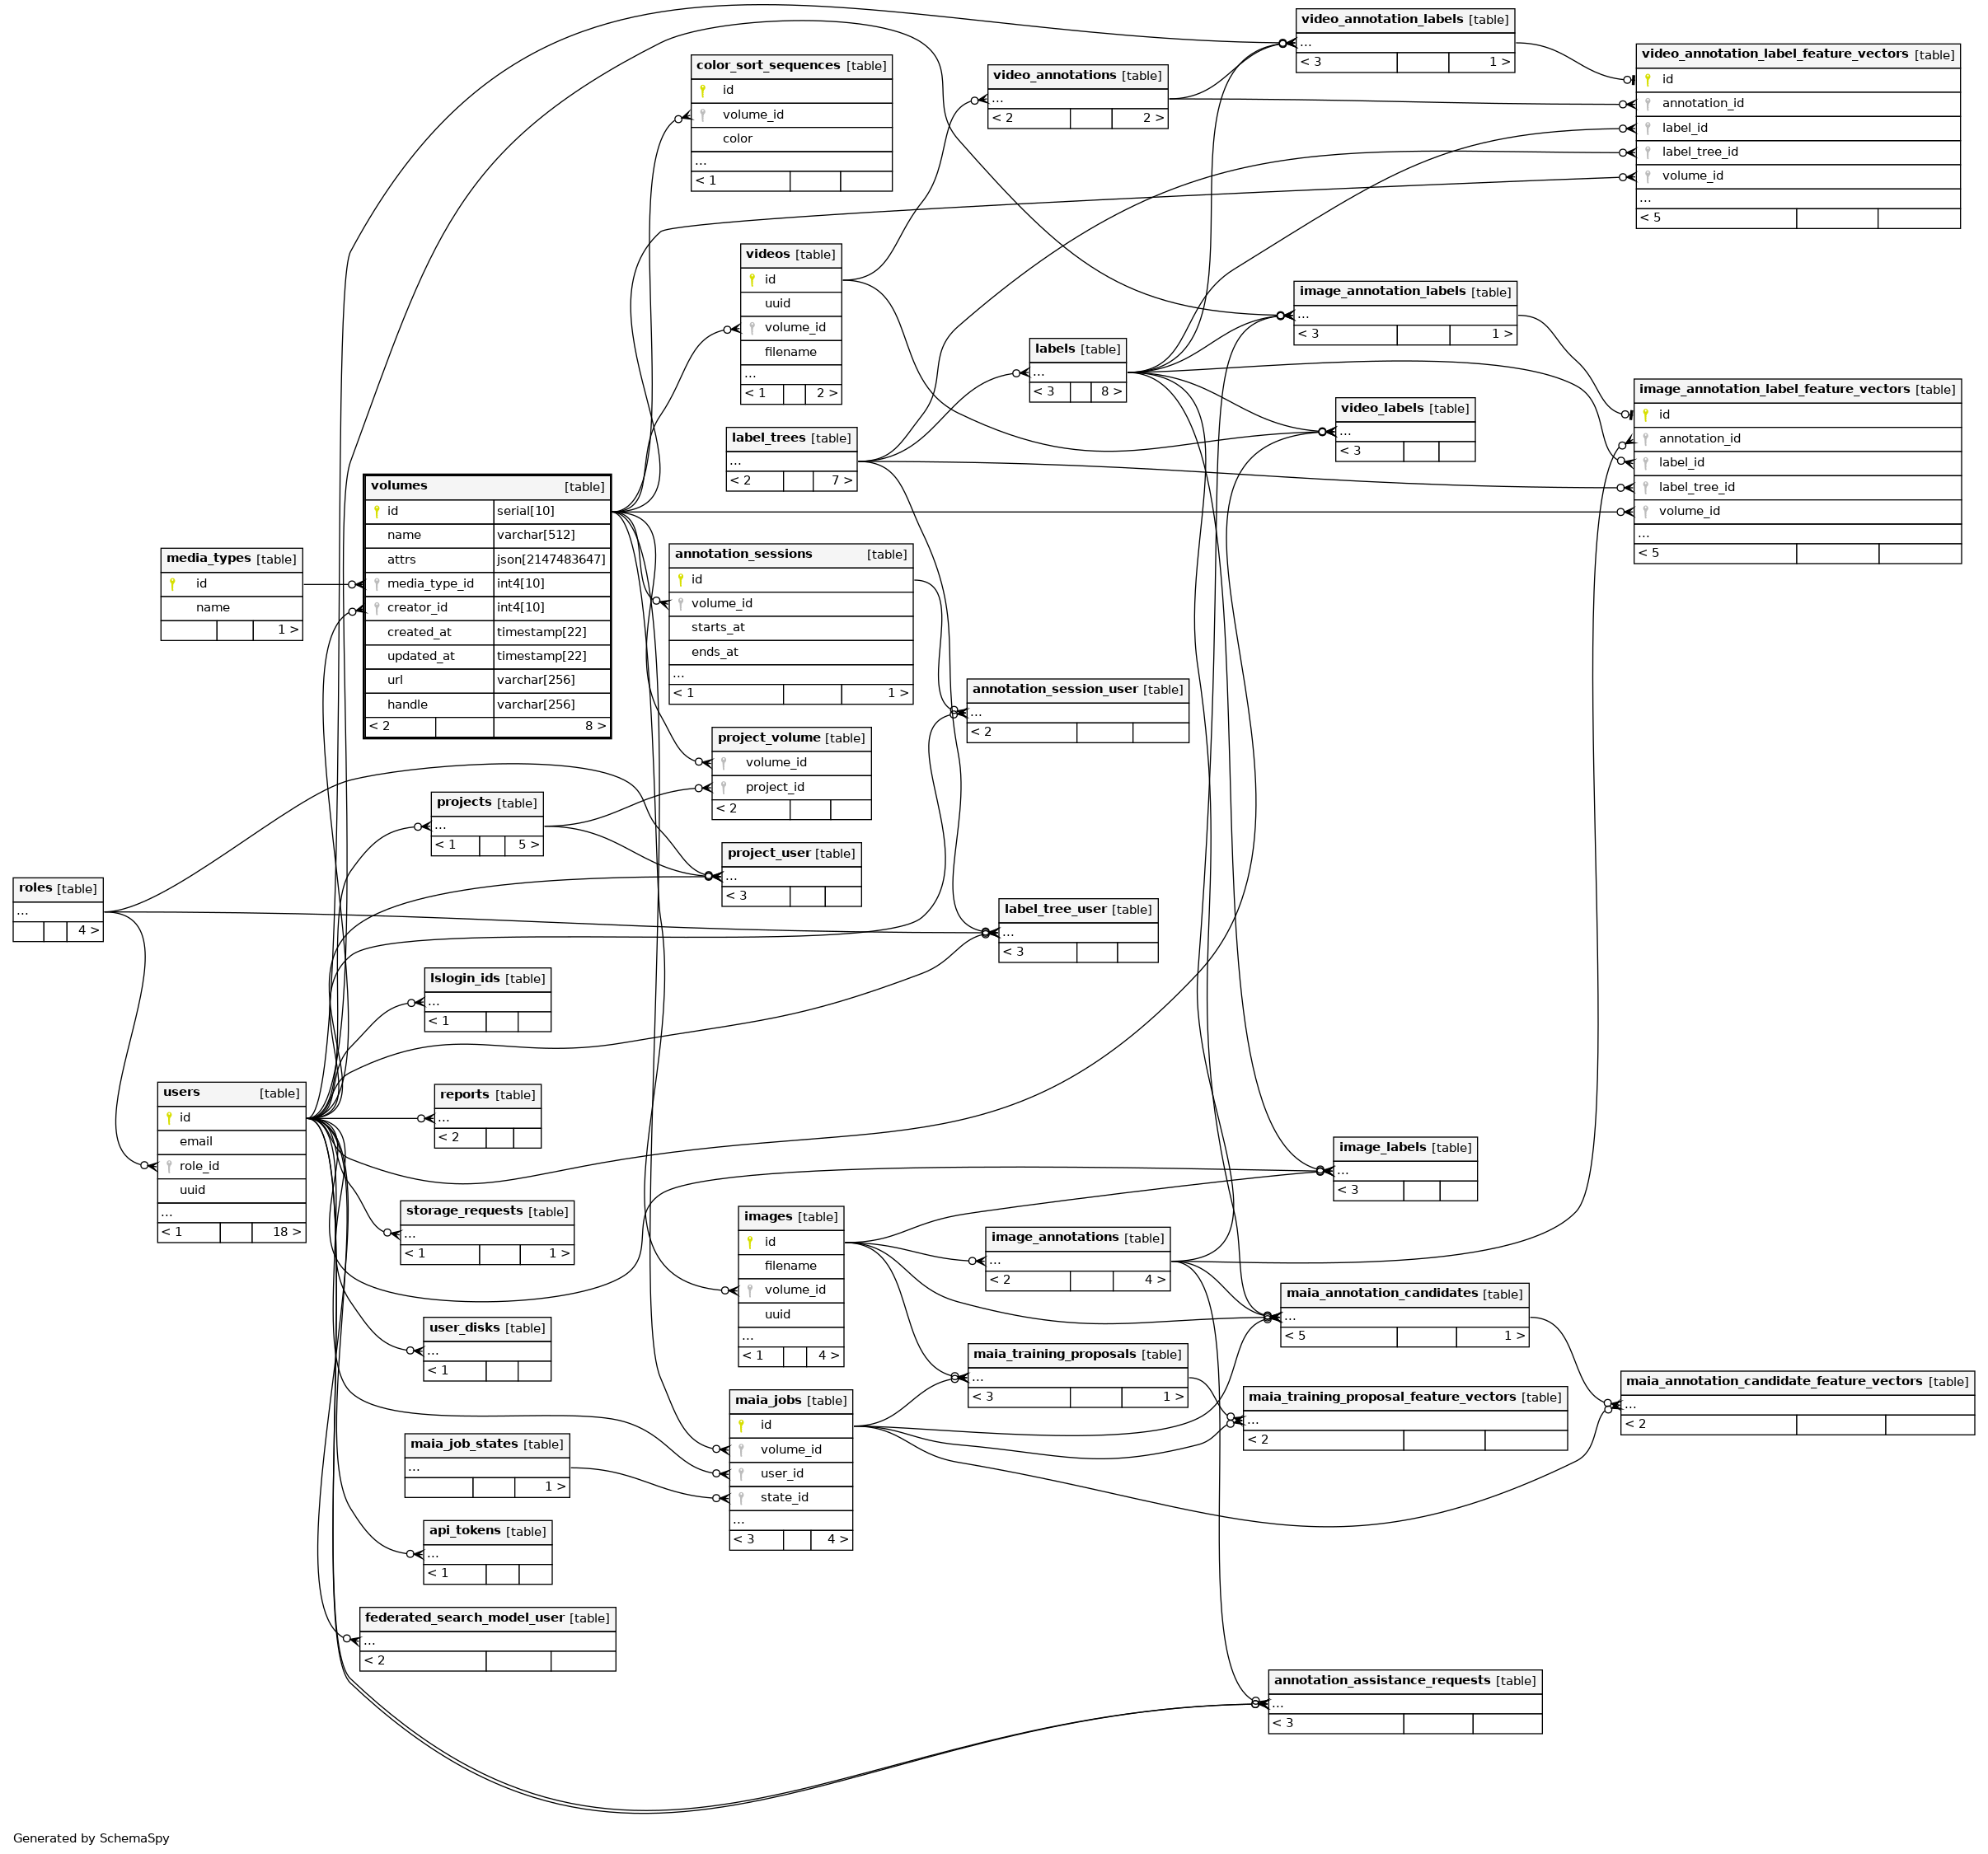 video_annotation_labels [table]
...
< 3 1 >
video_annotation_label_feature_vectors [table]
id
annotation_id
label_id
label_tree_id
volume_id
...
< 5
color_sort_sequences [table]
id
volume_id
color
...
< 1
video_annotations [table]
...
< 2 2 >
videos [table]
id
uuid
volume_id
filename
...
< 1 2 >
image_annotation_labels [table]
...
< 3 1 >
labels [table]
...
< 3 8 >
image_annotation_label_feature_vectors [table]
id
annotation_id
label_id
label_tree_id
volume_id
...
< 5
video_labels [table]
...
< 3
label_trees [table]
...
< 2 7 >
volumes [table]
id serial[10]
name varchar[512]
attrs json[2147483647]
media_type_id int4[10]
creator_id int4[10]
created_at timestamp[22]
updated_at timestamp[22]
url varchar[256]
handle varchar[256]
< 2 8 >
media_types [table]
id
name
1 >
annotation_sessions [table]
id
volume_id
starts_at
ends_at
...
< 1 1 >
annotation_session_user [table]
...
< 2
project_volume [table]
volume_id
project_id
< 2
projects [table]
...
< 1 5 >
project_user [table]
...
< 3
roles [table]
...
4 >
label_tree_user [table]
...
< 3
lslogin_ids [table]
...
< 1
users [table]
id
email
role_id
uuid
...
< 1 18 >
reports [table]
...
< 2
image_labels [table]
...
< 3
storage_requests [table]
...
< 1 1 >
images [table]
id
filename
volume_id
uuid
...
< 1 4 >
image_annotations [table]
...
< 2 4 >
maia_annotation_candidates [table]
...
< 5 1 >
user_disks [table]
...
< 1
maia_training_proposals [table]
...
< 3 1 >
maia_annotation_candidate_feature_vectors [table]
...
< 2
maia_training_proposal_feature_vectors [table]
...
< 2
maia_jobs [table]
id
volume_id
user_id
state_id
...
< 3 4 >
maia_job_states [table]
...
1 >
api_tokens [table]
...
< 1
federated_search_model_user [table]
...
< 2
annotation_assistance_requests [table]
...
< 3
Generated by SchemaSpy